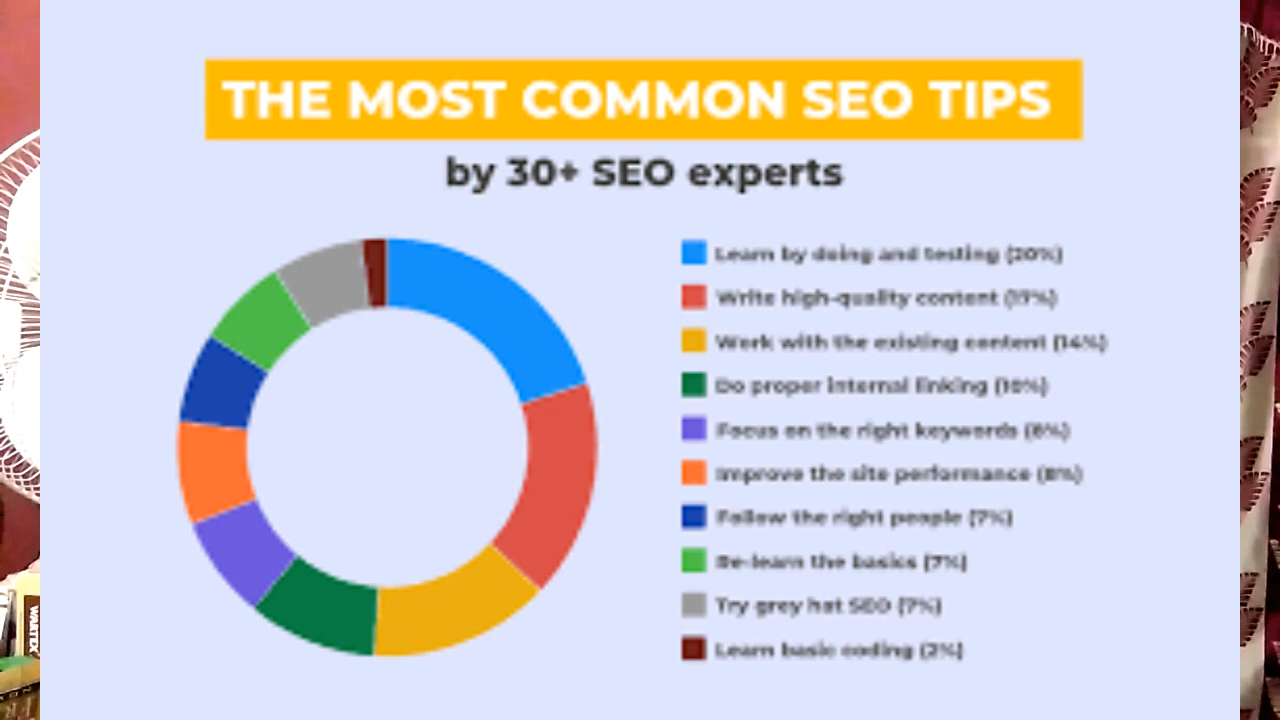 THE MOST COMMON SEO TIPS
by 30+ SEO experts
Learn by doing and testing (20%)
Write high-quality content (17%)
Work with the existing content (14%)
Do proper internal linking (10%)
Focus on the right keywords (8%)
Improve the site performance (8%)
Follow the right people (7%)
Re-learn the basics (7%)
Try grey hat SEO (7%)
Learn basic coding (2%)